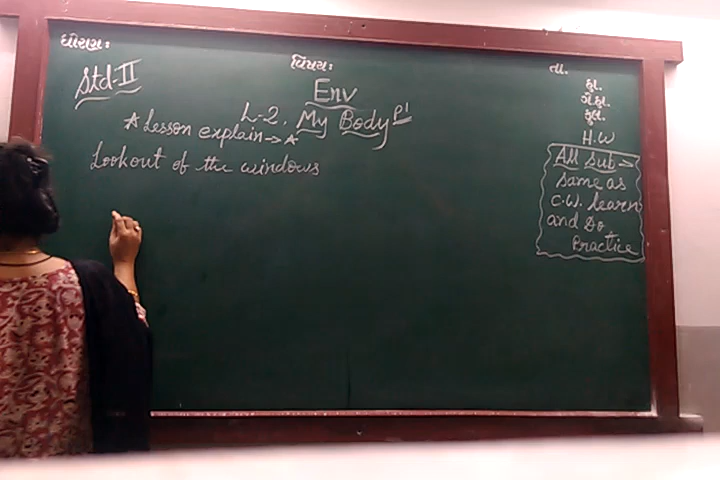 ધોરણ:
Std-II
વિષય:
Env
L-2. My Body P1
* Lesson explain→*
Lookout of the windows
તા.
હા.
ગે.હા.
કુલ.
H.W
All Sub→
same as
C.W. learn
and Do
Practice